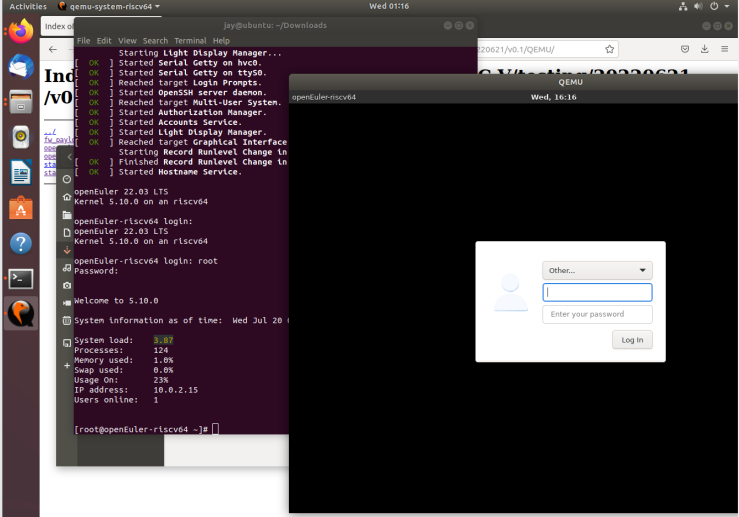 Activities
qemu-system-riscv64
Wed 01:16
Index of
jay@ubuntu: ~/Downloads
File Edit View Search Terminal Help
20220621/v0.1/QEMU/
Ind
/v0
../
fw_paylo
ope
ope
sta
sta
Starting Light Display Manager...
[ OK ] Started Serial Getty on hvc0.
[ OK ] Started Serial Getty on ttyS0.
[ OK ] Reached target Login Prompts.
[ OK ] Started OpenSSH server daemon.
[ OK ] Reached target Multi-User System.
[ OK ] Started Authorization Manager.
[ OK ] Started Accounts Service.
[ OK ] Started Light Display Manager.
[ OK ] Reached target Graphical Interface
Starting Record Runlevel Change in
[ OK ] Finished Record Runlevel Change in
[ OK ] Started Hostname Service.
openEuler 22.03 LTS
Kernel 5.10.0 on an riscv64
openEuler-riscv64 login:
openEuler 22.03 LTS
Kernel 5.10.0 on an riscv64
openEuler-riscv64 login: root
Password:
Welcome to 5.10.0
System information as of time: Wed Jul 20
System load: 3.87
Processes: 124
Memory used: 1.0%
Swap used: 0.0%
Usage On: 23%
IP address: 10.0.2.15
Users online: 1
[root@openEuler-riscv64 ~]#
QEMU
openEuler-riscv64
Wed, 16:16
Other...
Enter your password
Log In